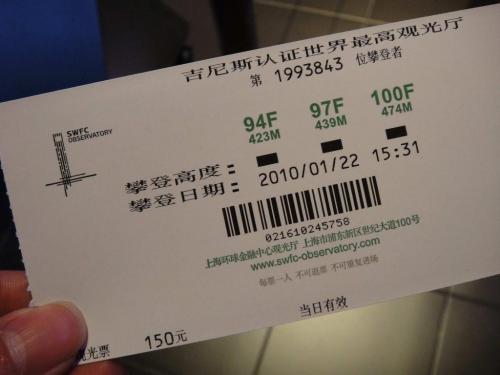 吉尼斯认证世界最高观光厅
第 1993843 位攀登者
SWFC
OBSERVATORY
94F 97F 100F
423M 439M 474M
攀登高度：
攀登日期： 2010/01/22 15:31
021610245758
上海环球金融中心观光厅 上海市浦东新区世纪大道100号
www.swfc-observatory.com
每票一人 不可退票 不可重复进场
当日有效
光票 150元